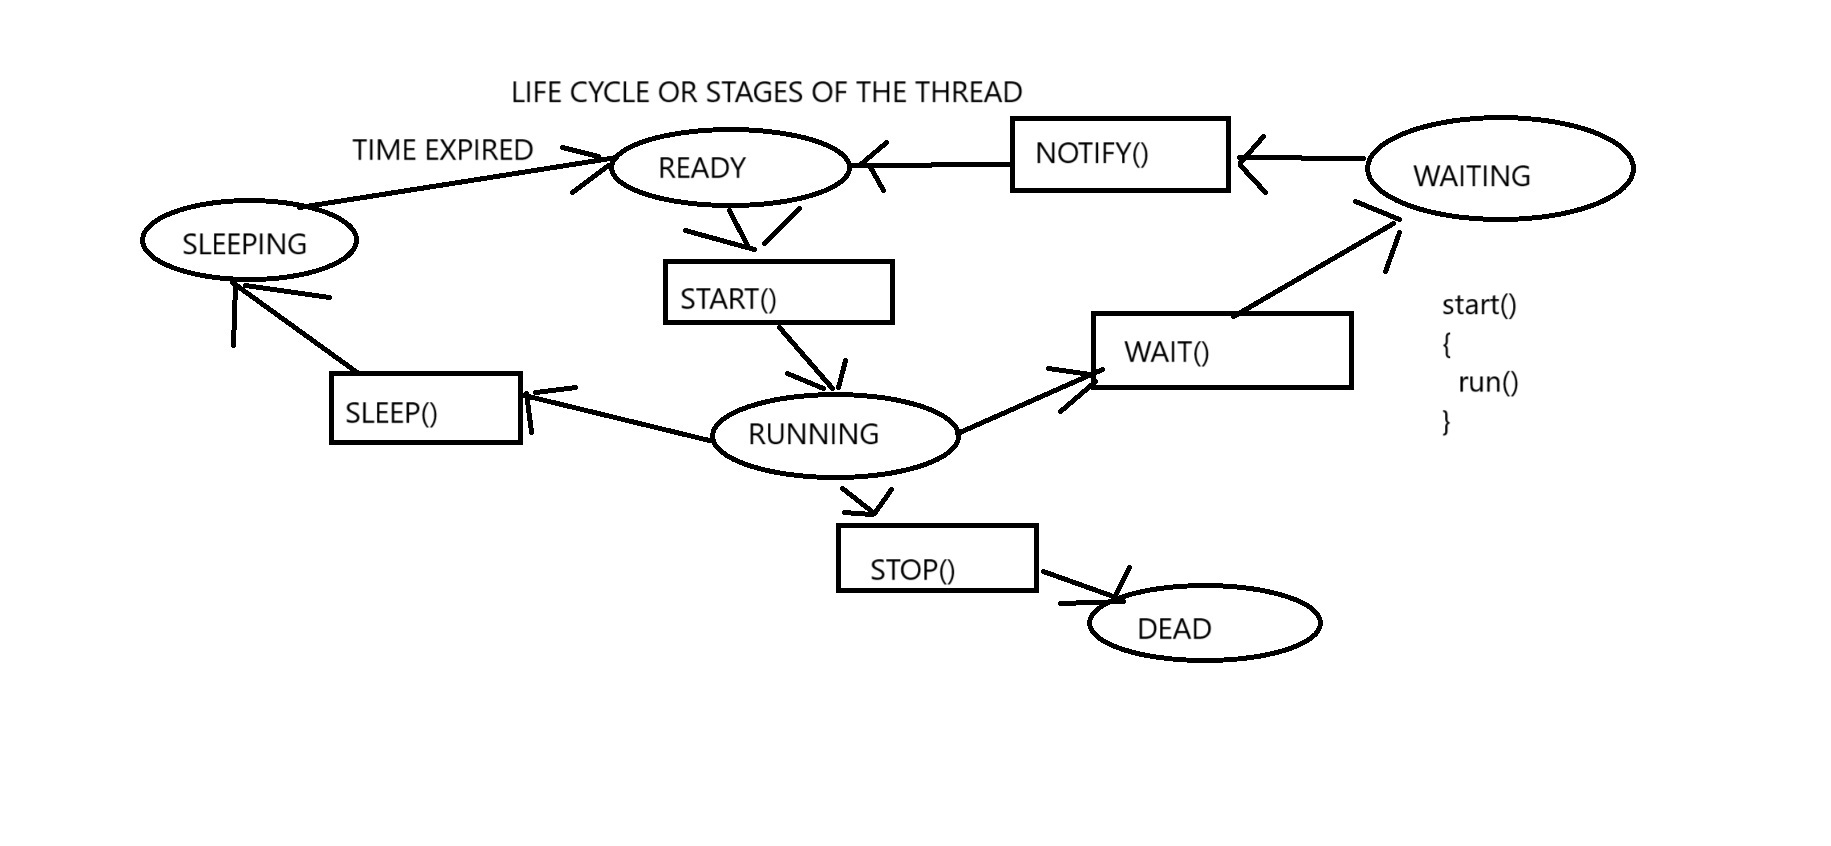 LIFE CYCLE OR STAGES OF THE THREAD
TIME EXPIRED
READY
NOTIFY()
WAITING
SLEEPING
START()
WAIT()
SLEEP()
RUNNING
STOP()
DEAD
start()
{
run()
}